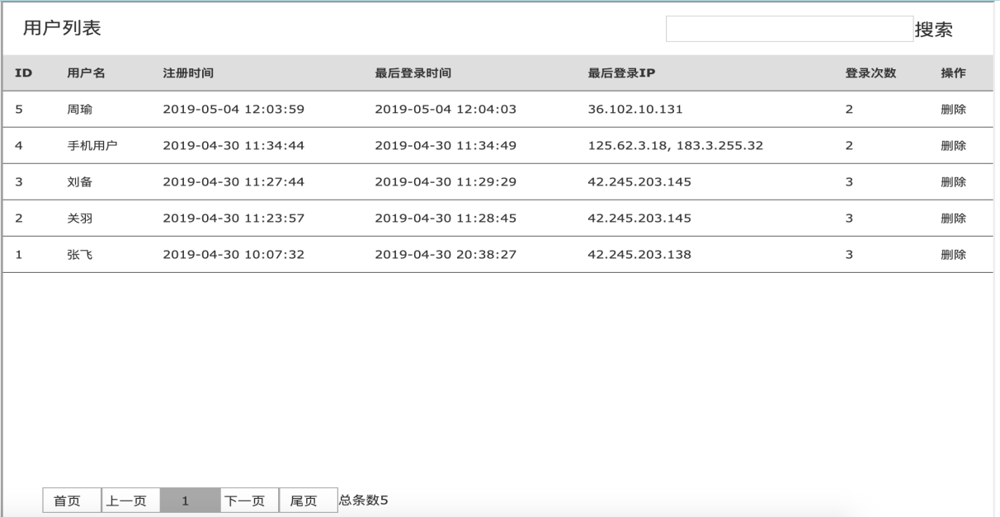 用户列表 搜索
ID 用户名 注册时间 最后登录时间 最后登录IP 登录次数 操作
5 周瑜 2019-05-04 12:03:59 2019-05-04 12:04:03 36.102.10.131 2 删除
4 手机用户 2019-04-30 11:34:44 2019-04-30 11:34:49 125.62.3.18, 183.3.255.32 2 删除
3 刘备 2019-04-30 11:27:44 2019-04-30 11:29:29 42.245.203.145 3 删除
2 关羽 2019-04-30 11:23:57 2019-04-30 11:28:45 42.245.203.145 3 删除
1 张飞 2019-04-30 10:07:32 2019-04-30 20:38:27 42.245.203.138 3 删除
首页 上一页 1 下一页 尾页 总条数5